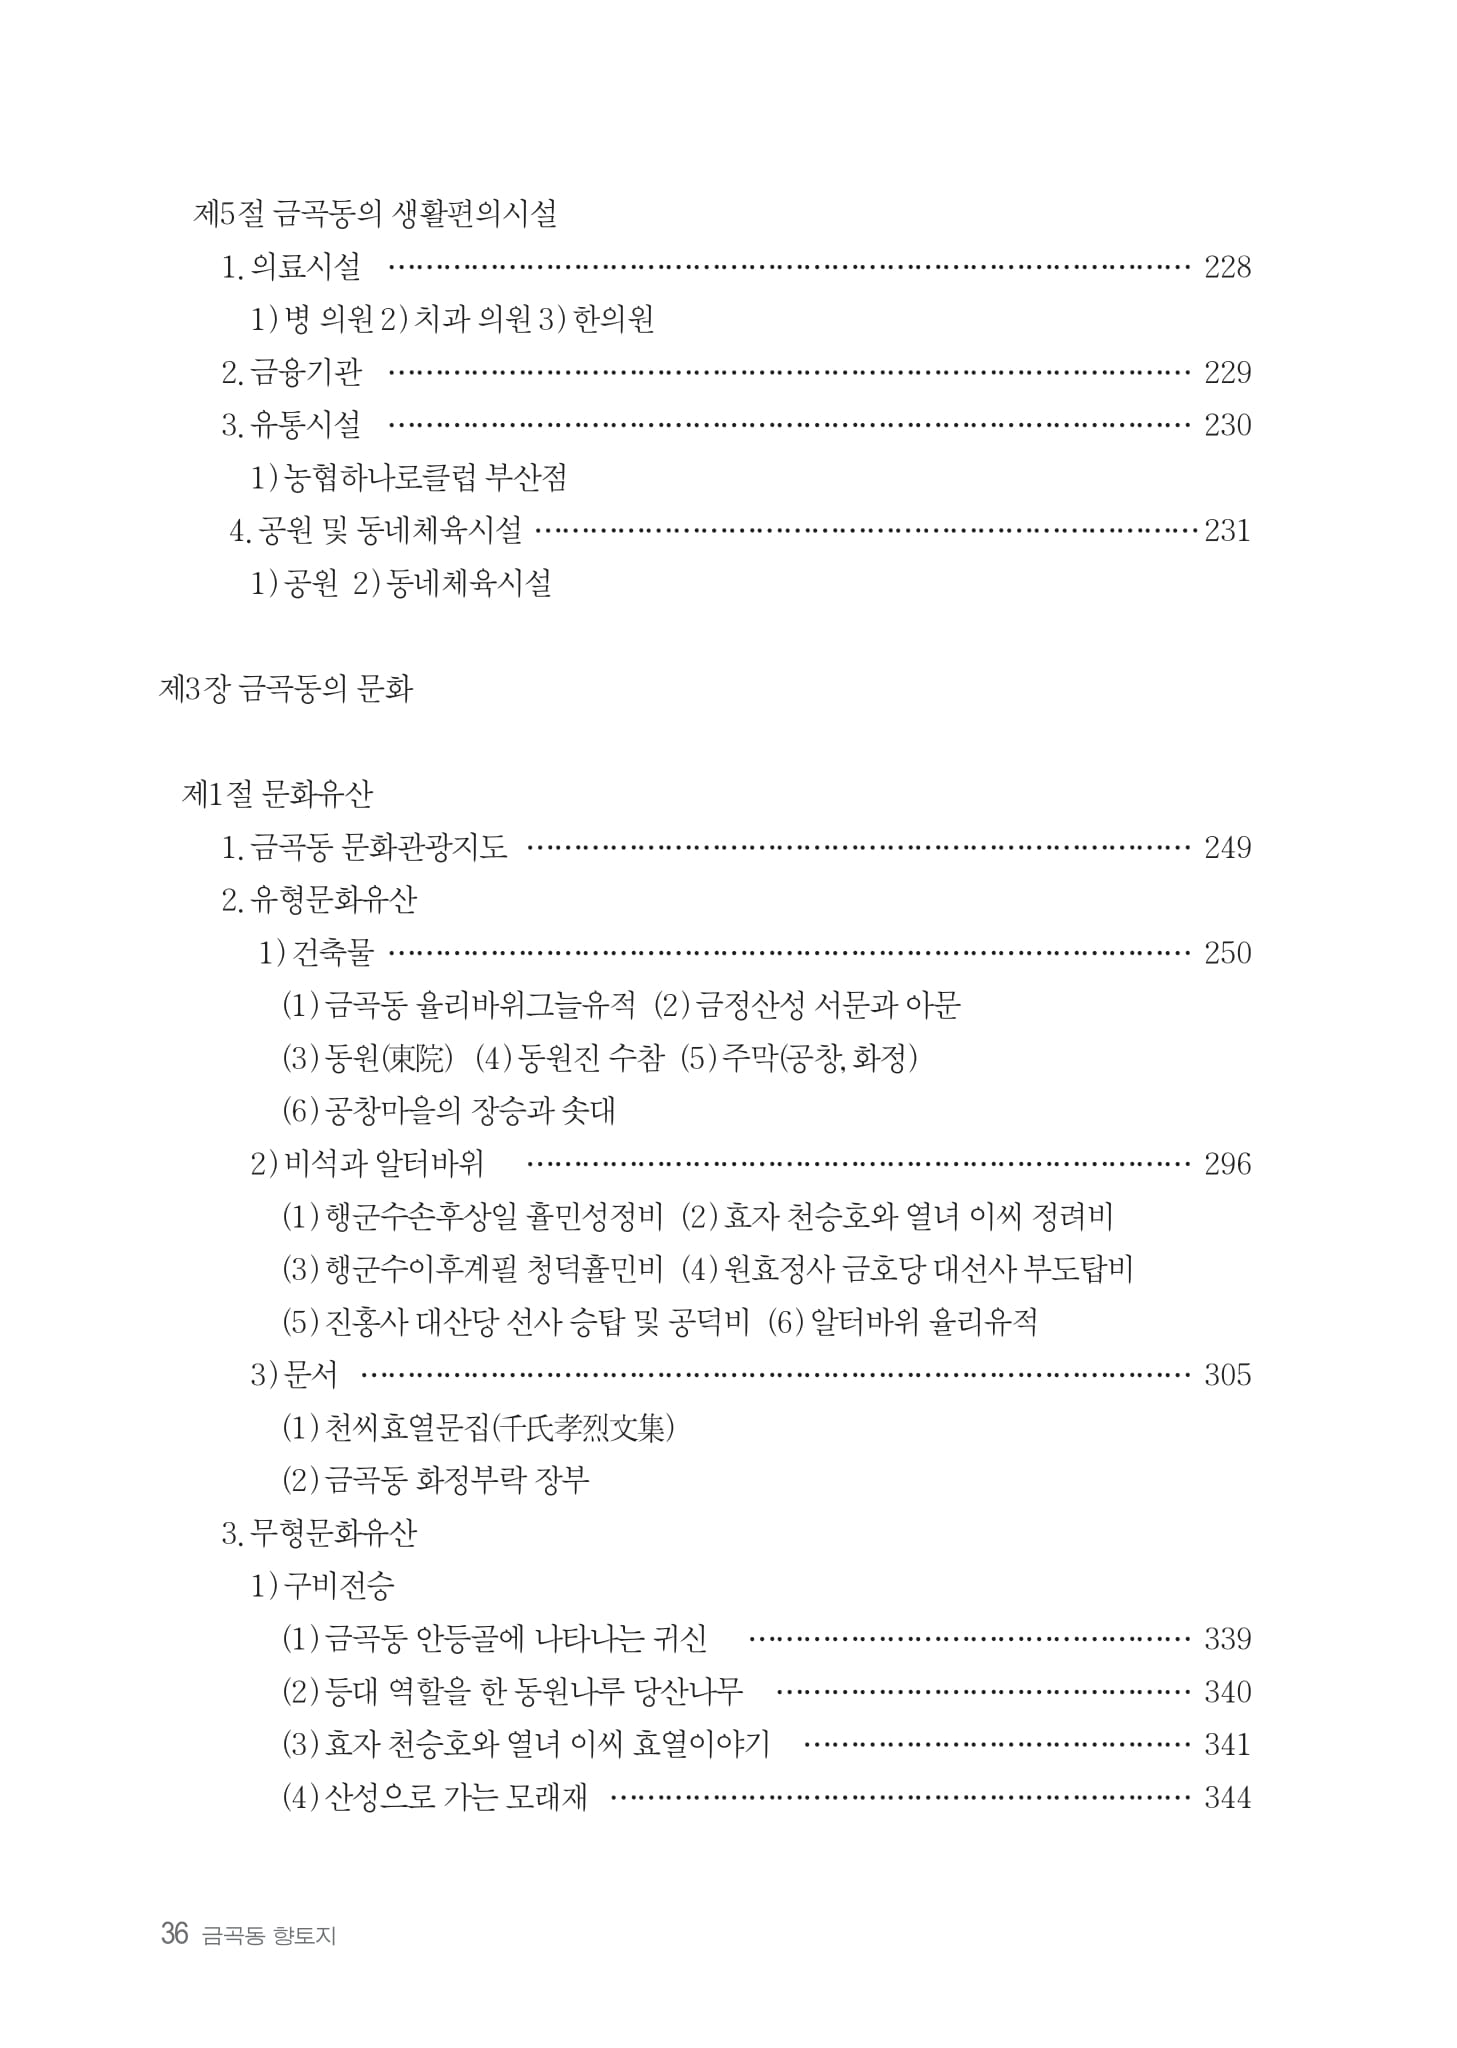 제5절 금곡동의 생활편의시설
1. 의료시설 ………………………………………………………………………… 228
1) 병 의원 2) 치과 의원 3) 한의원
2. 금융기관 ………………………………………………………………………… 229
3. 유통시설 ………………………………………………………………………… 230
1) 농협하나로클럽 부산점
4. 공원 및 동네체육시설 …………………………………………………………… 231
1) 공원 2) 동네체육시설
제3장 금곡동의 문화
제1절 문화유산
1. 금곡동 문화관광지도 …………………………………………………………… 249
2. 유형문화유산
1) 건축물 ………………………………………………………………………… 250
(1) 금곡동 율리바위그늘유적 (2) 금정산성 서문과 아문
(3) 동원(東院) (4) 동원진 수참 (5) 주막(공창, 화정)
(6) 공창마을의 장승과 솟대
2) 비석과 알터바위 …………………………………………………………… 296
(1) 행군수손후상일 휼민성정비 (2) 효자 천승호와 열녀 이씨 정려비
(3) 행군수이후계필 청덕휼민비 (4) 원효정사 금호당 대선사 부도탑비
(5) 진홍사 대산당 선사 승탑 및 공덕비 (6) 알터바위 율리유적
3) 문서 …………………………………………………………………………… 305
(1) 천씨효열문집(千氏孝烈文集)
(2) 금곡동 화정부락 장부
3. 무형문화유산
1) 구비전승
(1) 금곡동 안등골에 나타나는 귀신 ……………………………………… 339
(2) 등대 역할을 한 동원나루 당산나무 …………………………………… 340
(3) 효자 천승호와 열녀 이씨 효열이야기 ………………………………… 341
(4) 산성으로 가는 모래재 …………………………………………………… 344
36 금곡동 향토지